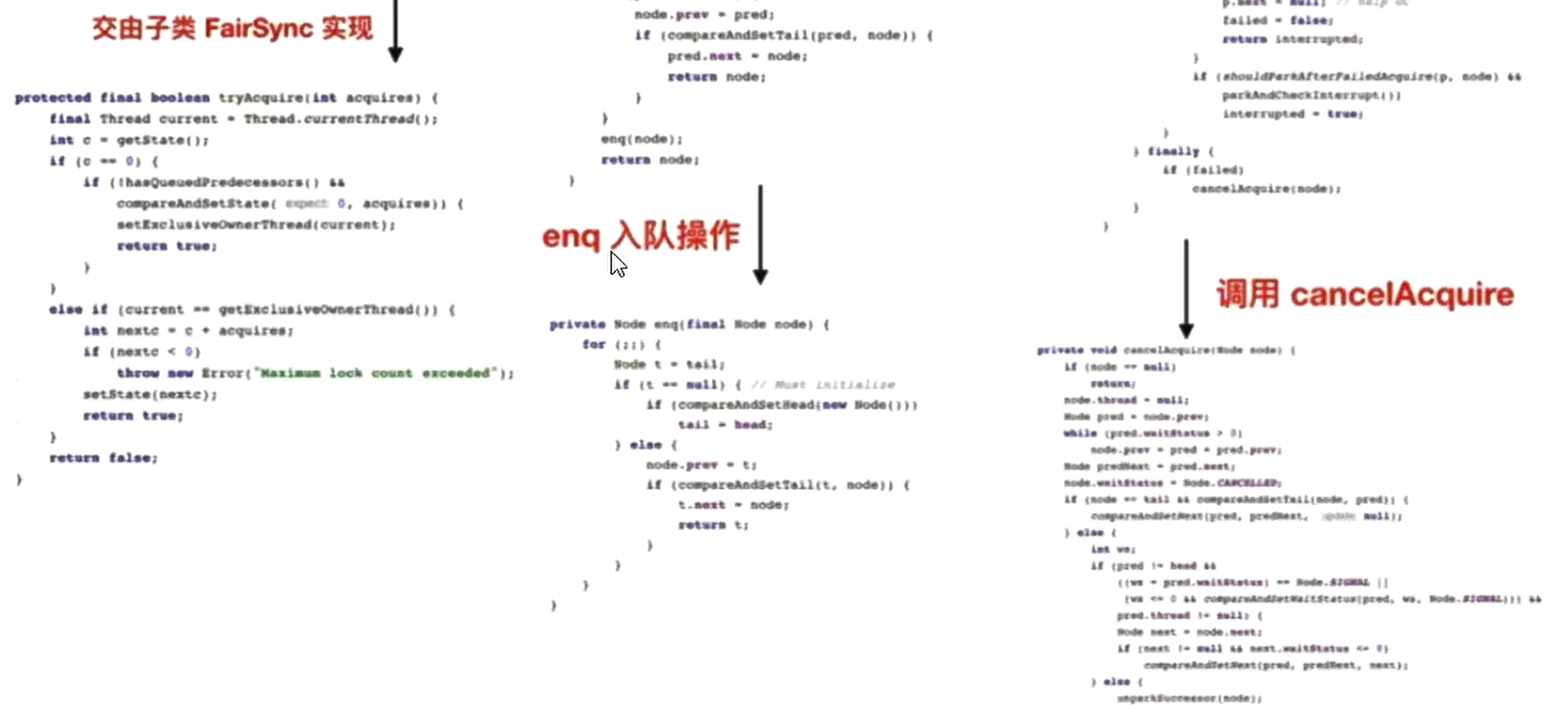 交由子类 FairSync 实现
protected final boolean tryAcquire(int acquires) {
final Thread current = Thread.currentThread();
int c = getState();
if (c == 0) {
if (!hasQueuedPredecessors() &&
compareAndSetState( expect: 0, acquires)) {
setExclusiveOwnerThread(current);
return true;
}
}
else if (current == getExclusiveOwnerThread()) {
int nextc = c + acquires;
if (nextc < 0)
throw new Error("Maximum lock count exceeded");
setState(nextc);
return true;
}
return false;
}
node.prev = pred;
if (compareAndSetTail(pred, node)) {
pred.next = node;
return node;
}
}
enq(node);
return node;
}
enq 入队操作
private Node enq(final Node node) {
for (;;) {
Node t = tail;
if (t == null) { // Must initialize
if (compareAndSetHead(new Node()))
tail = head;
} else {
node.prev = t;
if (compareAndSetTail(t, node)) {
t.next = node;
return t;
}
}
}
}
p.next = null; // help GC
failed = false;
return interrupted;
}
if (shouldParkAfterFailedAcquire(p, node) &&
parkAndCheckInterrupt())
interrupted = true;
}
} finally {
if (failed)
cancelAcquire(node);
}
}
调用 cancelAcquire
private void cancelAcquire(Node node) {
if (node == null)
return;
node.thread = null;
Node pred = node.prev;
while (pred.waitStatus > 0)
node.prev = pred = pred.prev;
Node predNext = pred.next;
node.waitStatus = Node.CANCELLED;
if (node == tail && compareAndSetTail(node, pred)) {
compareAndSetNext(pred, predNext, update: null);
} else {
int ws;
if (pred != head &&
((ws = pred.waitStatus) == Node.SIGNAL ||
(ws <= 0 && compareAndSetWaitStatus(pred, ws, Node.SIGNAL))) &&
pred.thread != null) {
Node next = node.next;
if (next != null && next.waitStatus <= 0)
compareAndSetNext(pred, predNext, next);
} else {
unparkSuccessor(node);